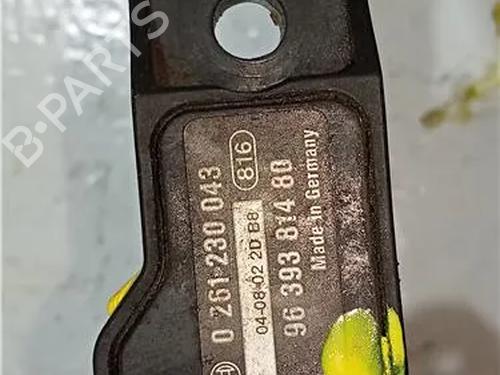 B-PARTS
0 261 230 043
816
04-08-02 2D B8
96 393 814 80
Made in Germany